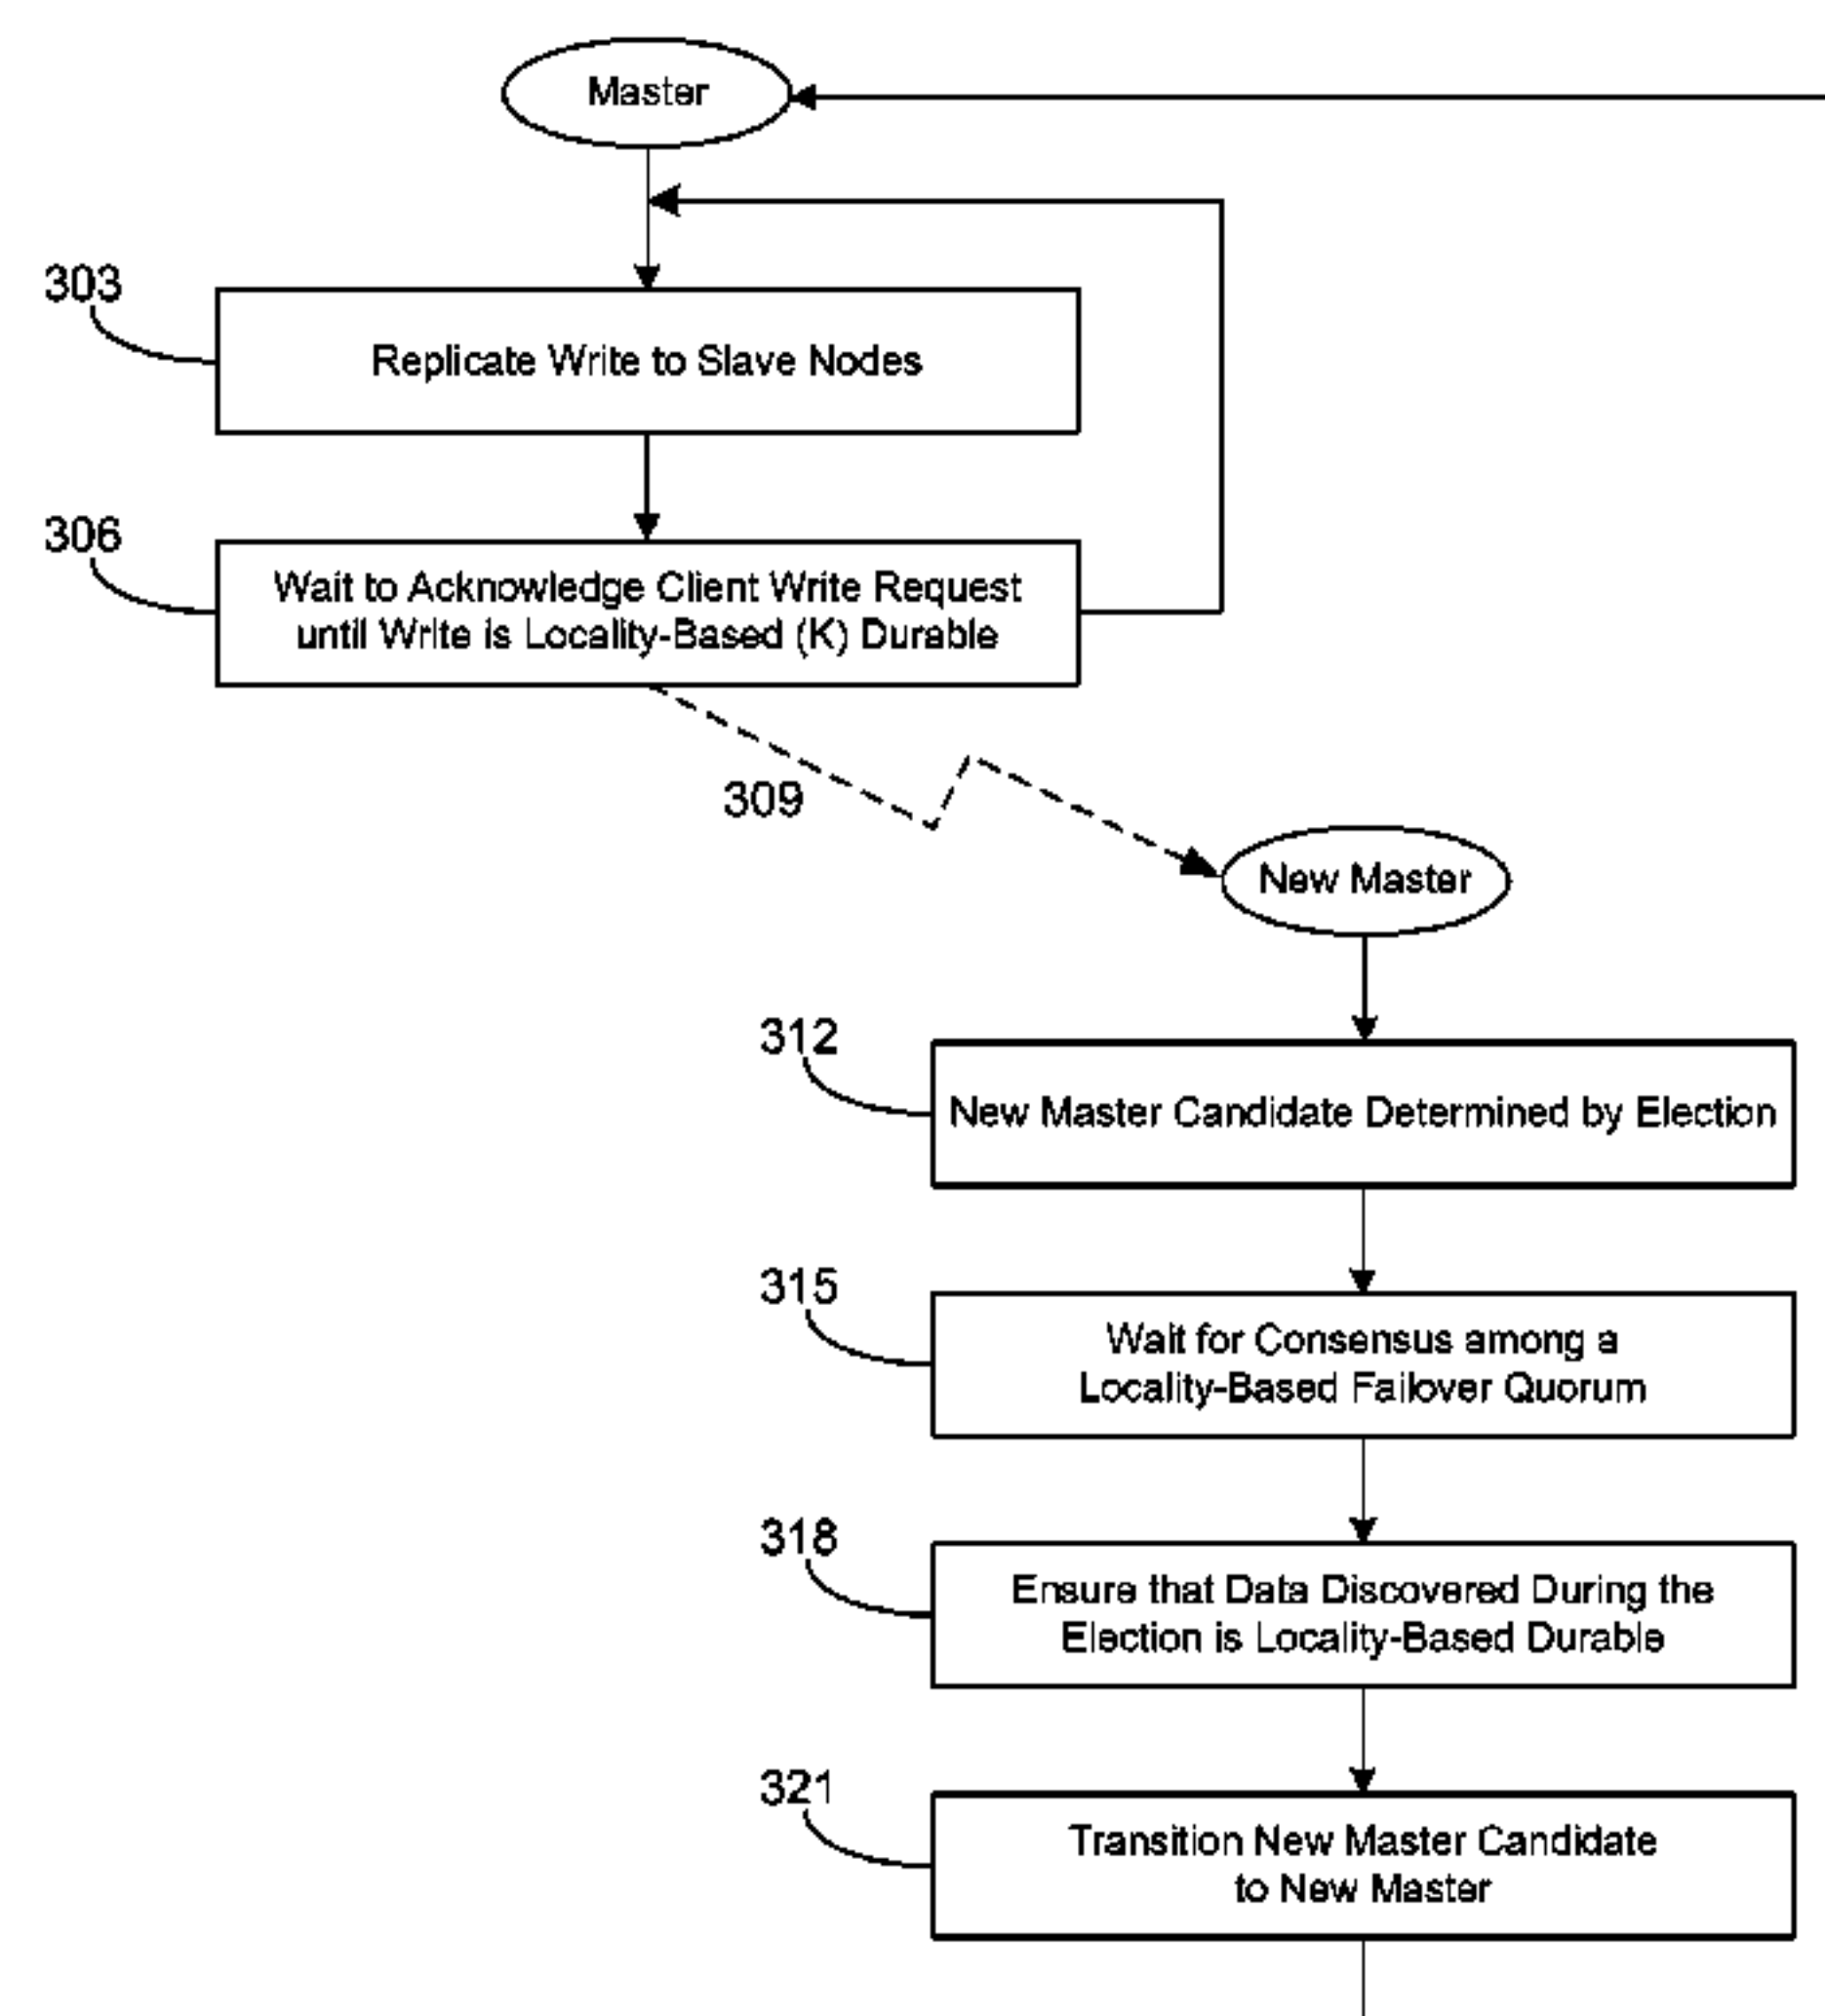 Master
303
Replicate Write to Slave Nodes
306
Wait to Acknowledge Client Write Request
until Write is Locality-Based (K) Durable
309
New Master
312
New Master Candidate Determined by Election
315
Wait for Consensus among a
Locality-Based Failover Quorum
318
Ensure that Data Discovered During the
Election is Locality-Based Durable
321
Transition New Master Candidate
to New Master